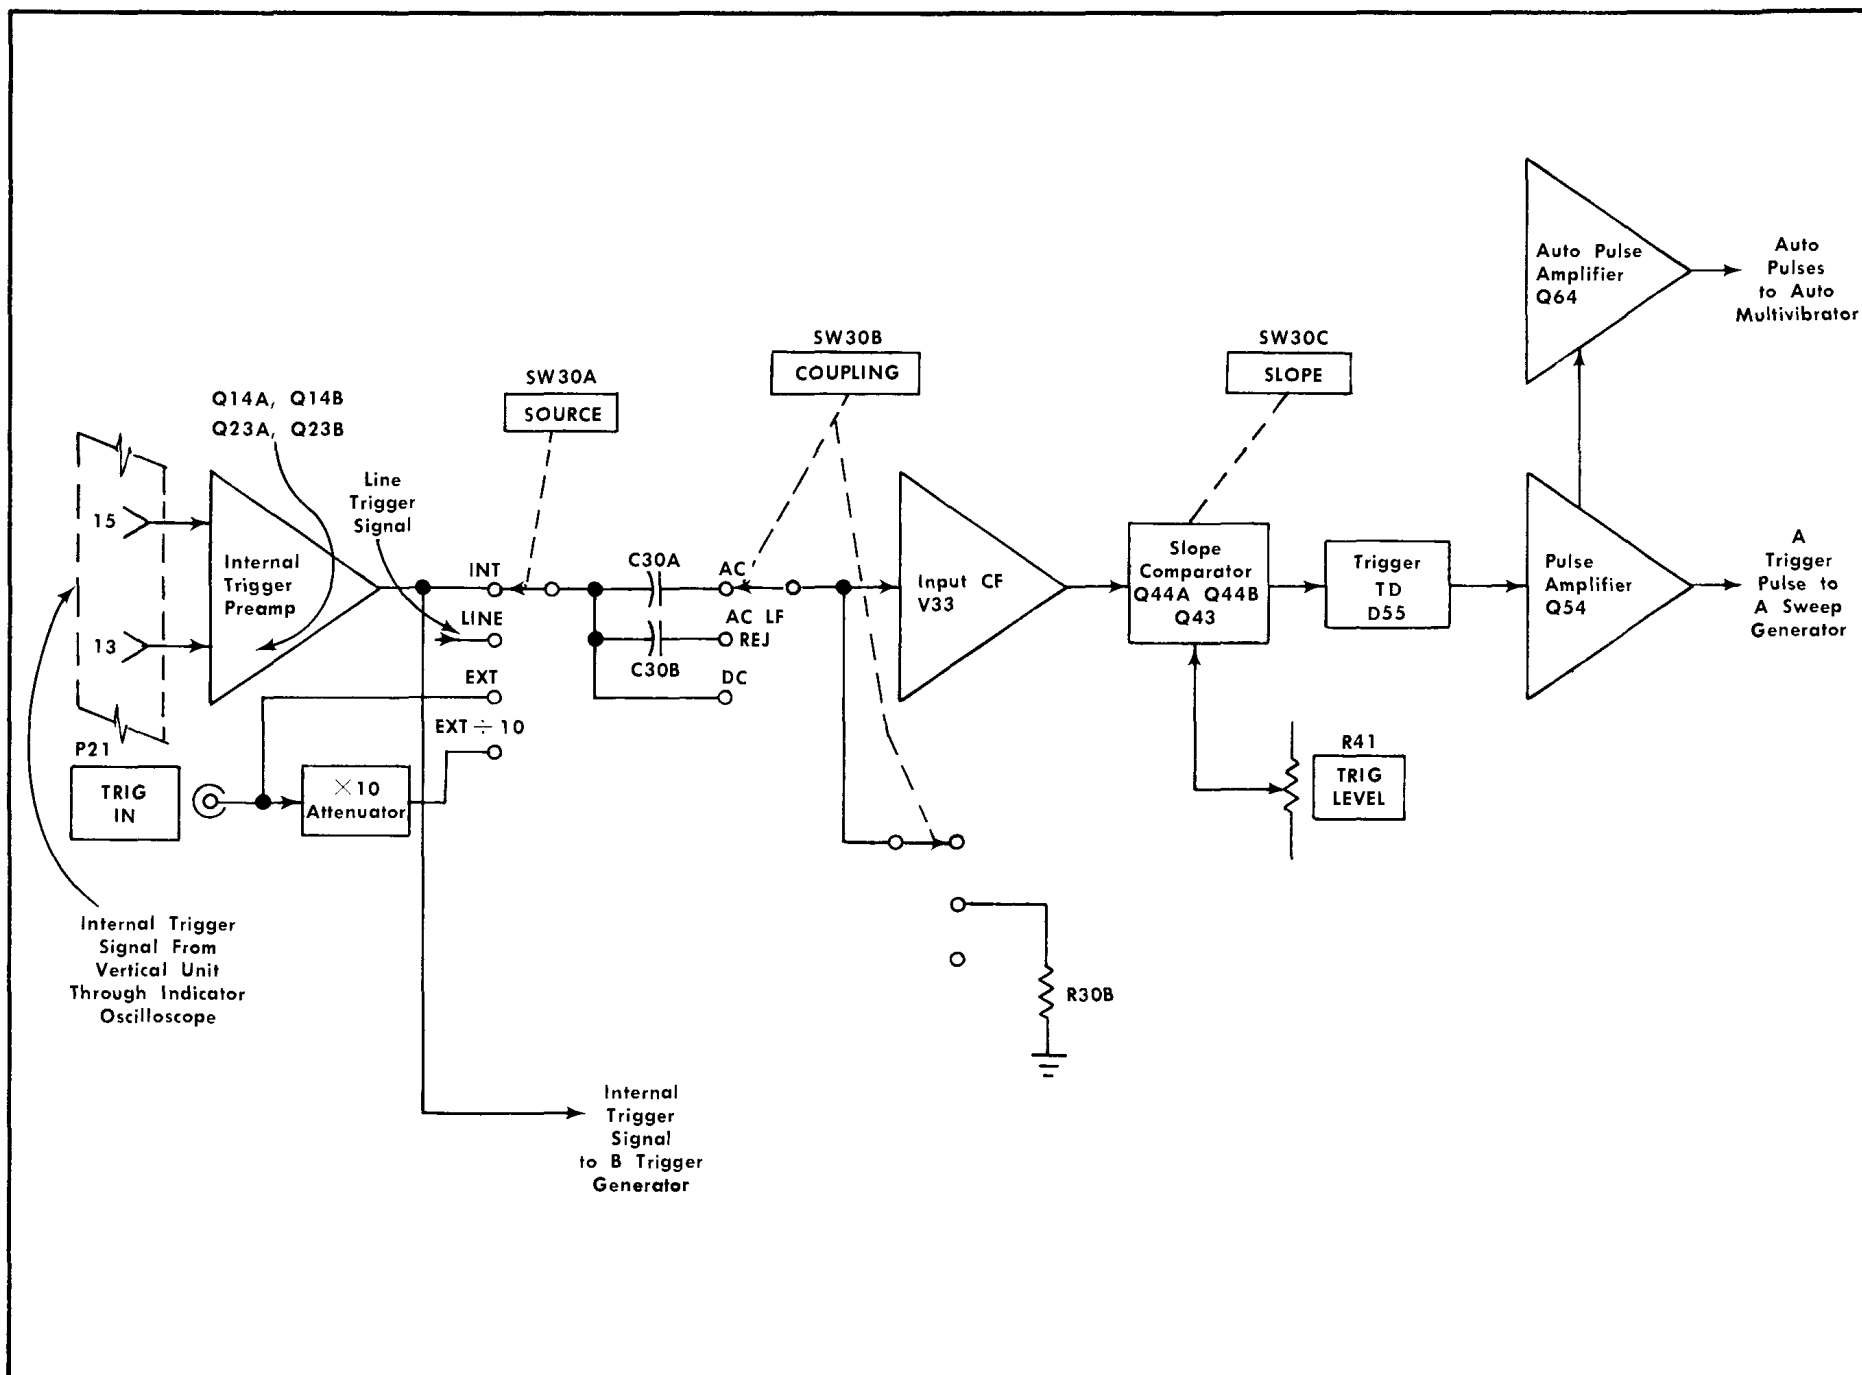 Auto Pulse
Amplifier
Q64
Auto
Pulses
to Auto
Multivibrator
SW30B
COUPLING
SW30C
SLOPE
SW30A
SOURCE
Q14A, Q14B
Q23A, Q23B
Line
Trigger
Signal
15
13
Internal
Trigger
Preamp
INT
LINE
EXT
EXT ÷ 10
C30A
C30B
AC
AC LF
REJ
DC
Input CF
V33
Slope
Comparator
Q44A Q44B
Q43
Trigger
TD
D55
Pulse
Amplifier
Q54
A
Trigger
Pulse to
A Sweep
Generator
P21
TRIG
IN
×10
Attenuator
R41
TRIG
LEVEL
Internal Trigger
Signal From
Vertical Unit
Through Indicator
Oscilloscope
R30B
Internal
Trigger
Signal
to B Trigger
Generator